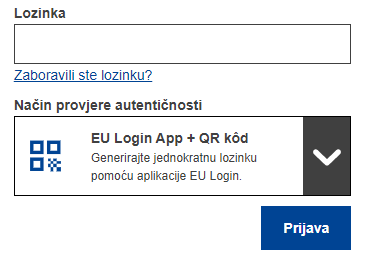 Lozinka
Zaboravili ste lozinku?
Način provjere autentičnosti
EU Login App + QR kôd
Generirajte jednokratnu lozinku
pomoću aplikacije EU Login.
Prijava